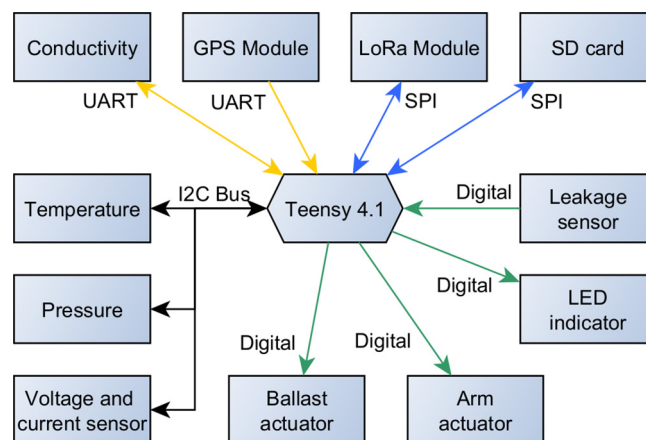 Conductivity
GPS Module
LoRa Module
SD card
UART
UART
SPI
SPI
Temperature
I2C Bus
Teensy 4.1
Digital
Leakage
sensor
Pressure
Digital
LED
indicator
Digital
Digital
Voltage and
current sensor
Ballast
actuator
Arm
actuator